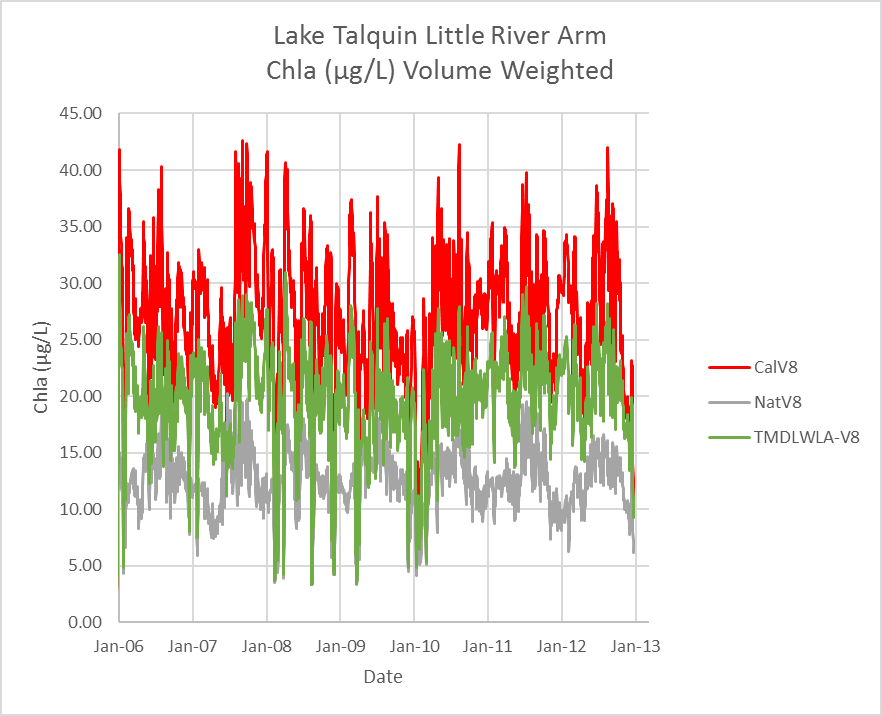 Lake Talquin Little River Arm
Chla (µg/L) Volume Weighted
45.00
40.00
35.00
30.00
25.00
20.00
15.00
10.00
5.00
0.00
Chla (µg/L)
Jan-06 Jan-07 Jan-08 Jan-09 Jan-10 Jan-11 Jan-12 Jan-13
Date
CalV8
NatV8
TMDLWLA-V8